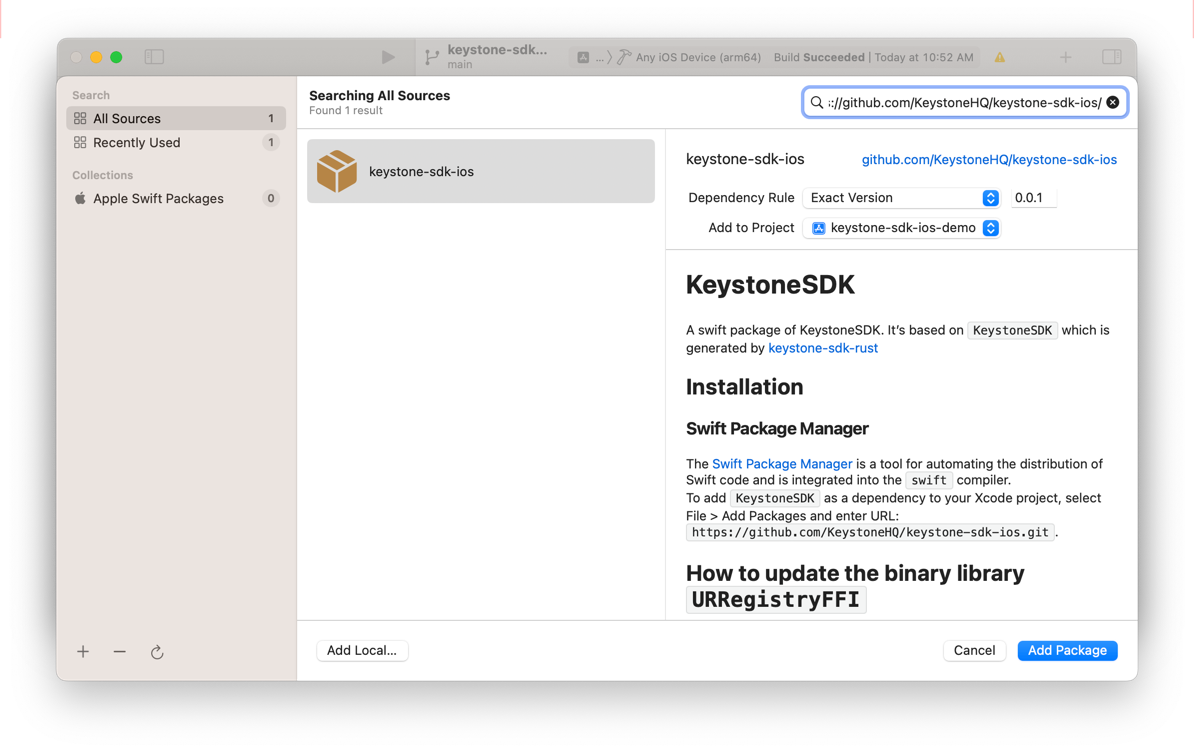 keystone-sdk...
main
... Any iOS Device (arm64) Build Succeeded | Today at 10:52 AM
Search
All Sources 1
Recently Used 1
Collections
Apple Swift Packages 0
Searching All Sources
Found 1 result
://github.com/KeystoneHQ/keystone-sdk-ios/
keystone-sdk-ios
keystone-sdk-ios github.com/KeystoneHQ/keystone-sdk-ios
Dependency Rule Exact Version 0.0.1
Add to Project keystone-sdk-ios-demo
KeystoneSDK
A swift package of KeystoneSDK. It’s based on KeystoneSDK which is
generated by keystone-sdk-rust
Installation
Swift Package Manager
The Swift Package Manager is a tool for automating the distribution of
Swift code and is integrated into the swift compiler.
To add KeystoneSDK as a dependency to your Xcode project, select
File > Add Packages and enter URL:
https://github.com/KeystoneHQ/keystone-sdk-ios.git.
How to update the binary library
URRegistryFFI
Add Local...
Cancel
Add Package